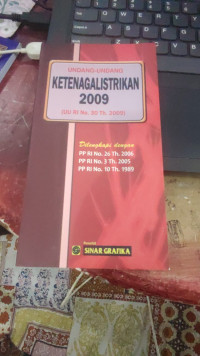 UNDANG-UNDANG
KETENAGALISTRIKAN
2009
(UU RI No. 30 Th. 2009)
Dilengkapi dengan
PP RI No. 26 Th. 2006
PP RI No. 3 Th. 2005
PP RI No. 10 Th. 1989
Penerbit
SINAR GRAFIKA